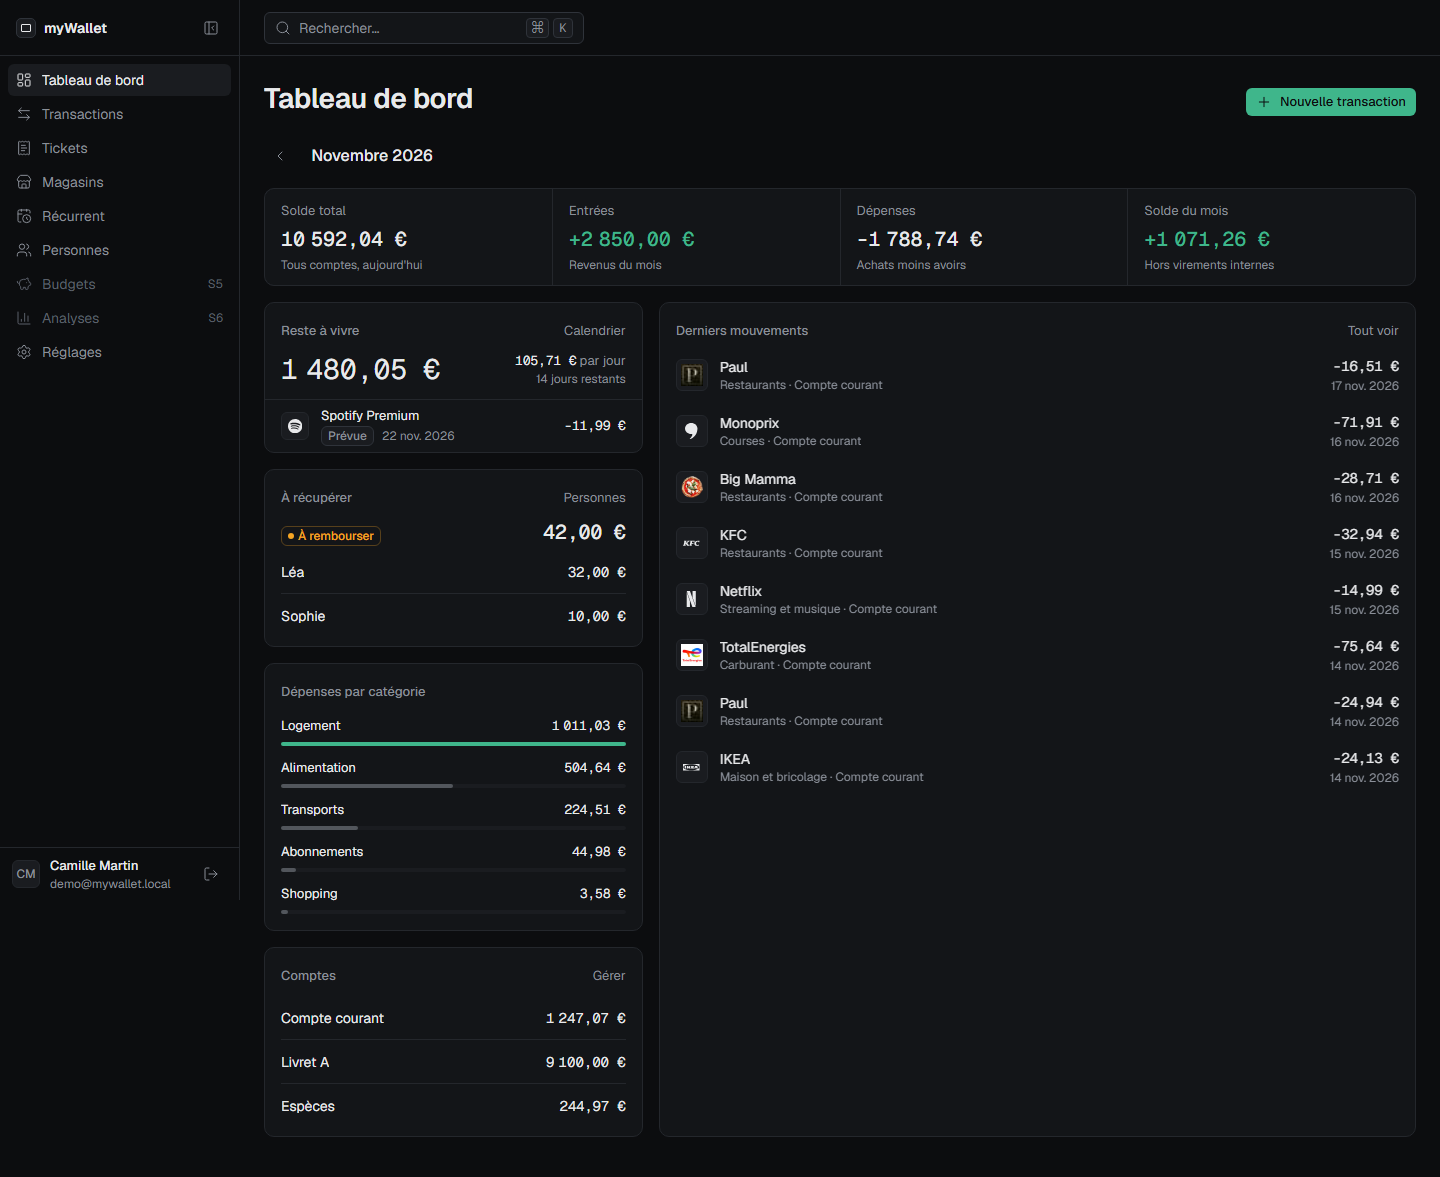 myWallet
Rechercher…
⌘ K
Tableau de bord
Transactions
Tickets
Magasins
Récurrent
Personnes
Budgets S5
Analyses S6
Réglages
Camille Martin
CM
demo@mywallet.local
Tableau de bord
Nouvelle transaction
Novembre 2026
Solde total
10 592,04 €
Tous comptes, aujourd'hui
Entrées
+2 850,00 €
Revenus du mois
Dépenses
-1 788,74 €
Achats moins avoirs
Solde du mois
+1 071,26 €
Hors virements internes
Reste à vivre Calendrier
1 480,05 €
105,71 € par jour
14 jours restants
Spotify Premium
Prévue 22 nov. 2026
-11,99 €
À récupérer Personnes
À rembourser 42,00 €
Léa 32,00 €
Sophie 10,00 €
Dépenses par catégorie
Logement 1 011,03 €
Alimentation 504,64 €
Transports 224,51 €
Abonnements 44,98 €
Shopping 3,58 €
Comptes Gérer
Compte courant 1 247,07 €
Livret A 9 100,00 €
Espèces 244,97 €
Derniers mouvements Tout voir
P
Paul -16,51 €
Restaurants · Compte courant 17 nov. 2026
Monoprix -71,91 €
Courses · Compte courant 16 nov. 2026
Big Mamma -28,71 €
Restaurants · Compte courant 16 nov. 2026
KFC
KFC -32,94 €
Restaurants · Compte courant 15 nov. 2026
N
Netflix -14,99 €
Streaming et musique · Compte courant 15 nov. 2026
TotalEnergies -75,64 €
Carburant · Compte courant 14 nov. 2026
P
Paul -24,94 €
Restaurants · Compte courant 14 nov. 2026
IKEA
IKEA -24,13 €
Maison et bricolage · Compte courant 14 nov. 2026